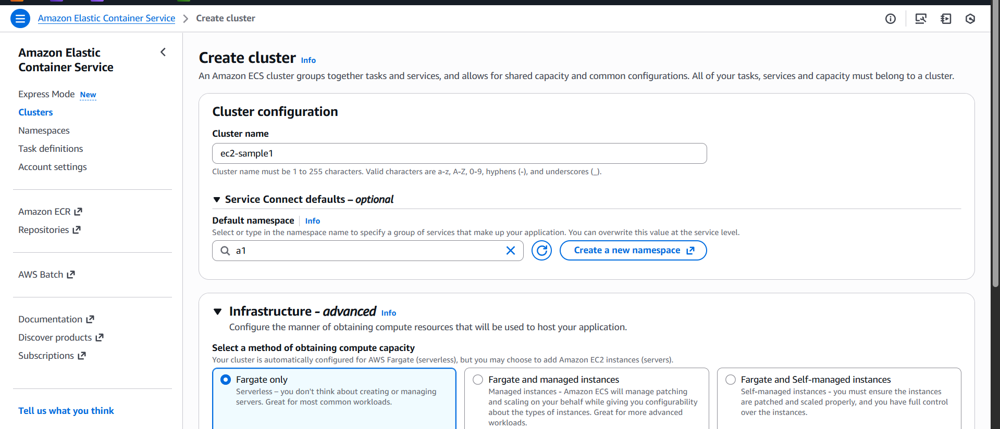 Amazon Elastic Container Service > Create cluster
Amazon Elastic
Container Service
Express Mode New
Clusters
Namespaces
Task definitions
Account settings
Amazon ECR
Repositories
AWS Batch
Documentation
Discover products
Subscriptions
Tell us what you think
Create cluster Info
An Amazon ECS cluster groups together tasks and services, and allows for shared capacity and common configurations. All of your tasks, services and capacity must belong to a cluster.
Cluster configuration
Cluster name
ec2-sample1
Cluster name must be 1 to 255 characters. Valid characters are a-z, A-Z, 0-9, hyphens (-), and underscores (_).
Service Connect defaults – optional
Default namespace Info
Select or type in the namespace name to specify a group of services that make up your application. You can overwrite this value at the service level.
a1
Create a new namespace
Infrastructure - advanced Info
Configure the manner of obtaining compute resources that will be used to host your application.
Select a method of obtaining compute capacity
Your cluster is automatically configured for AWS Fargate (serverless), but you may choose to add Amazon EC2 instances (servers).
Fargate only
Serverless – you don't think about creating or managing
servers. Great for most common workloads.
Fargate and managed instances
Managed instances - Amazon ECS will manage patching
and scaling on your behalf while giving you configurability
about the types of instances. Great for more advanced
workloads.
Fargate and Self-managed instances
Self-managed instances - you must ensure the instances
are patched and scaled properly, and you have full control
over the instances.